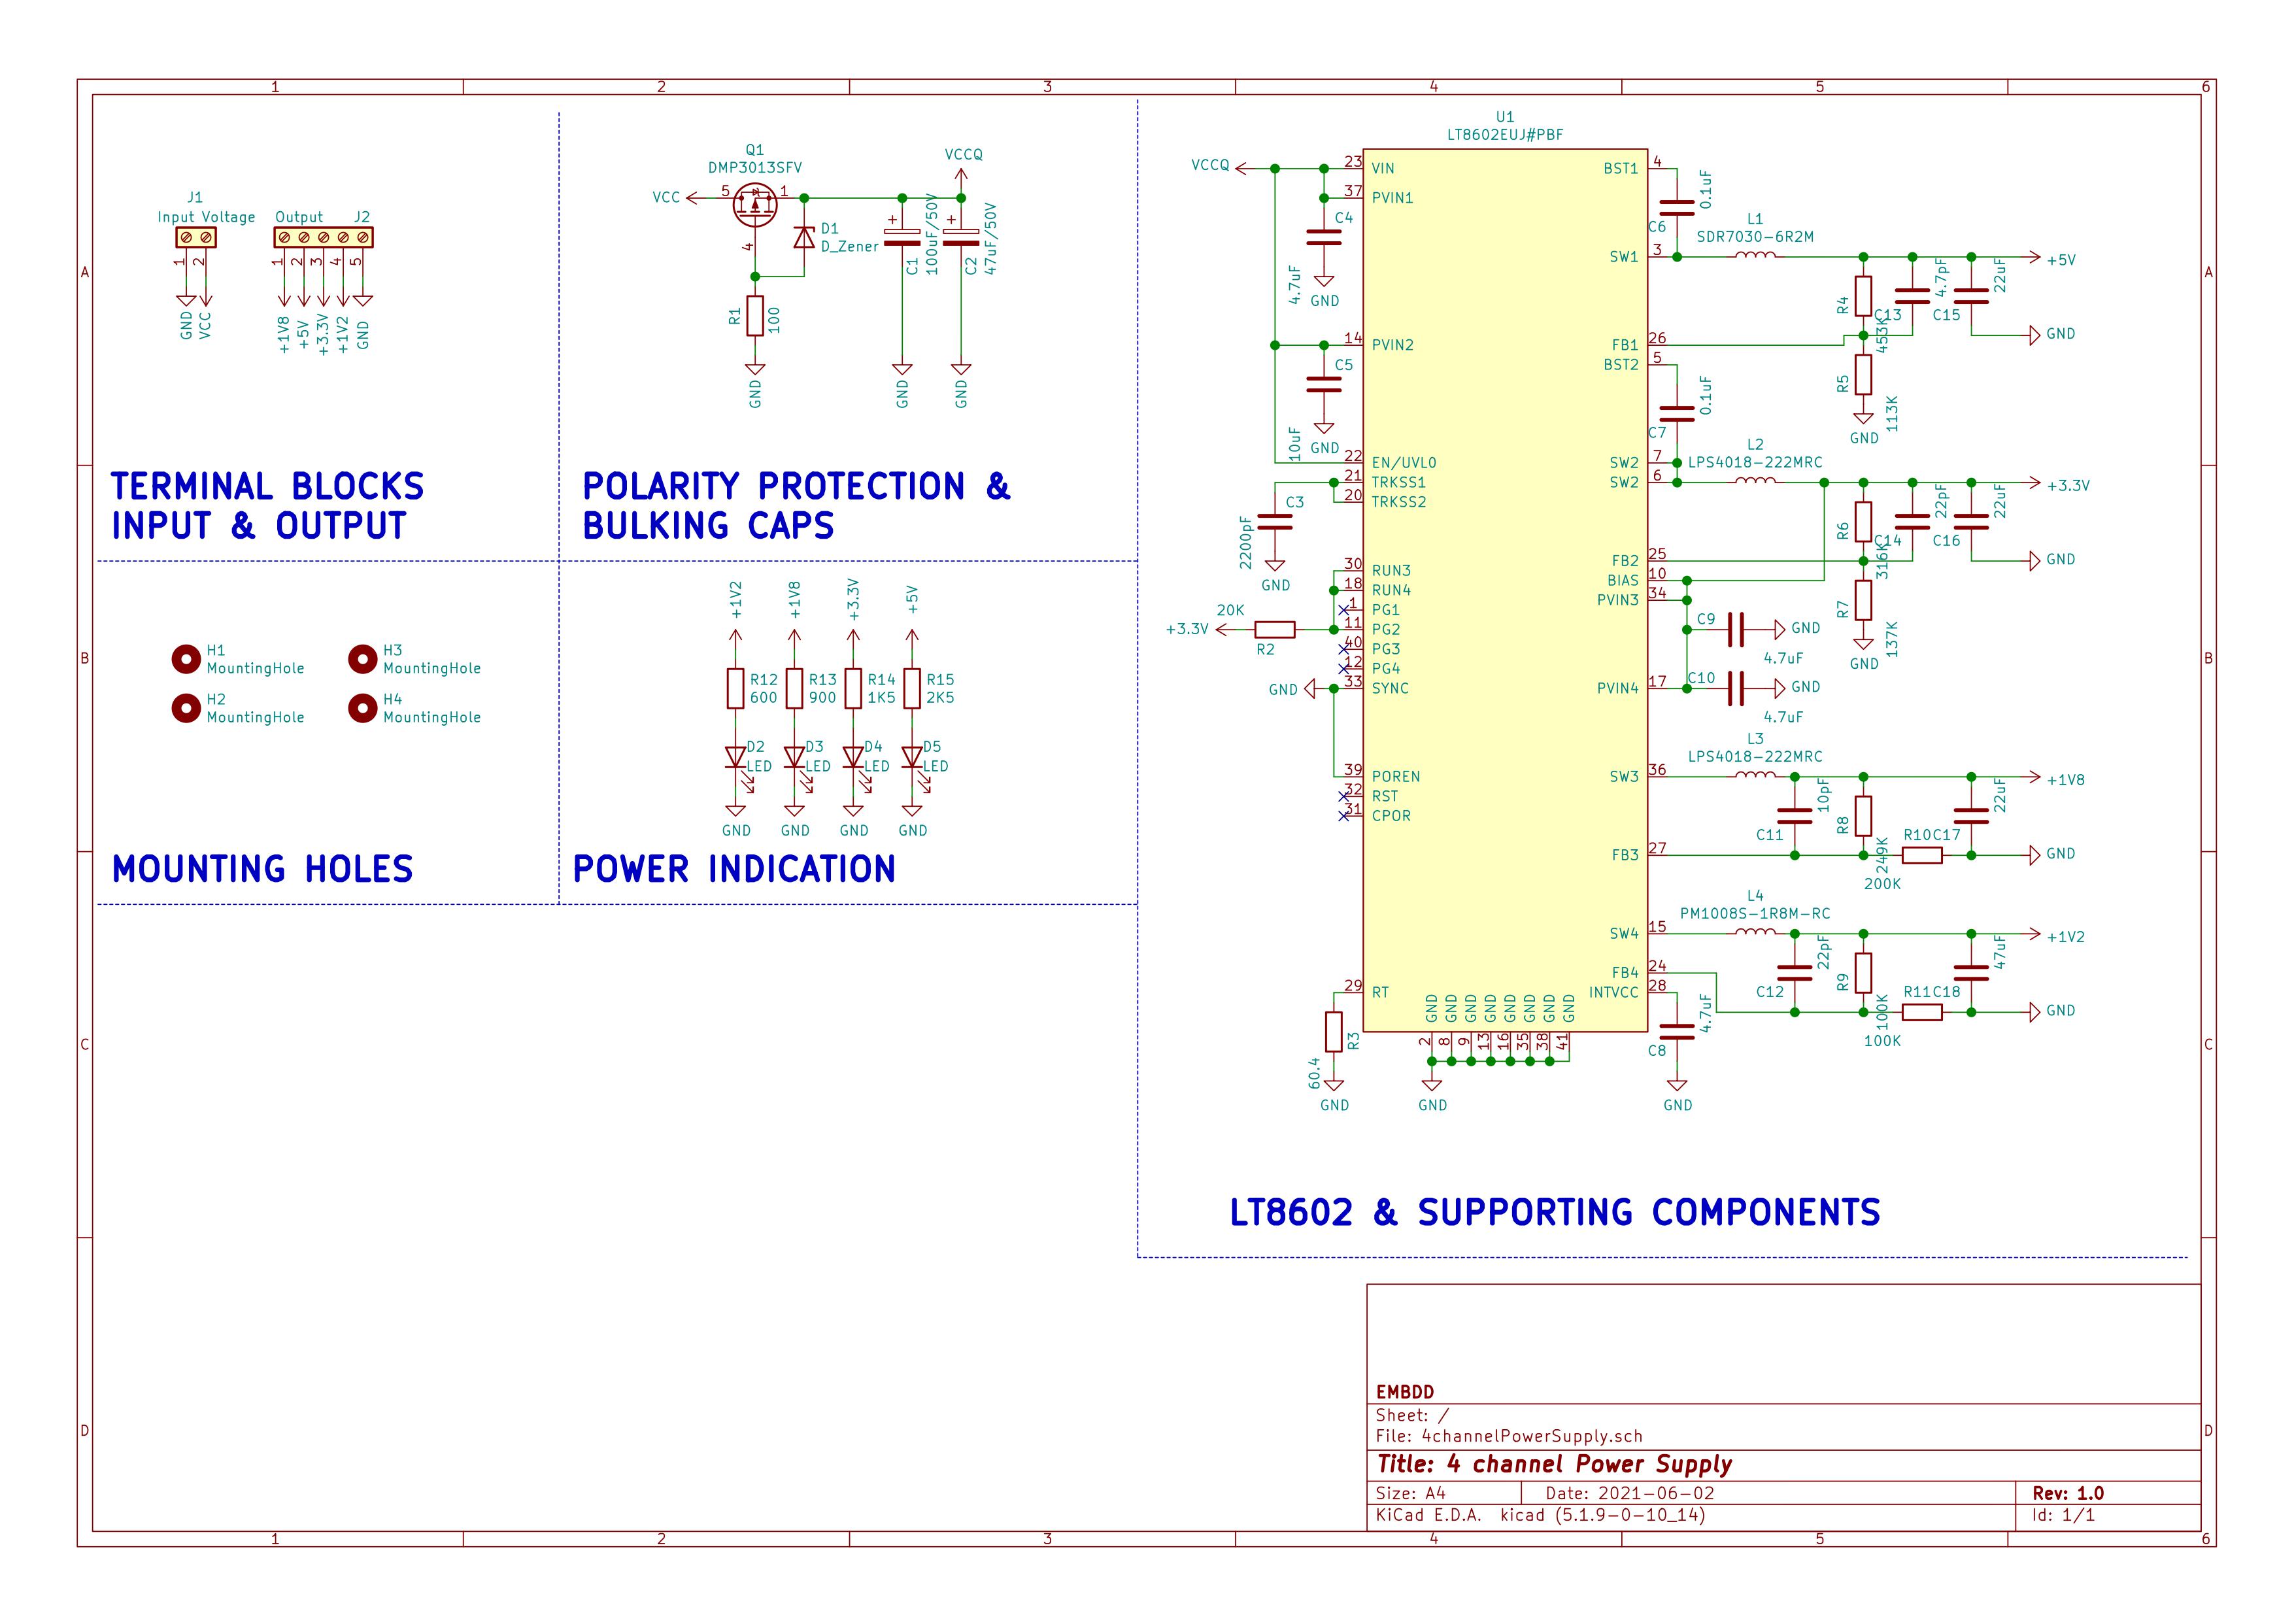 1 2 3 4 5 6
A
B
C
D
J1
Input Voltage
Output J2
1 2
1 2 3 4 5
GND
VCC
+1V8
+5V
+3.3V
+1V2
GND
TERMINAL BLOCKS
INPUT & OUTPUT
Q1
DMP3013SFV
VCC
5 1
4
VCCQ
D1
D_Zener
C1
100uF/50V
C2
47uF/50V
R1
100
GND
GND
GND
POLARITY PROTECTION &
BULKING CAPS
H1
MountingHole
H2
MountingHole
H3
MountingHole
H4
MountingHole
MOUNTING HOLES
+1V2
+1V8
+3.3V
+5V
R12
600
R13
900
R14
1K5
R15
2K5
D2
LED
D3
LED
D4
LED
D5
LED
GND
GND
GND
GND
POWER INDICATION
U1
LT8602EUJ#PBF
VCCQ
23 VIN
37 PVIN1
C4
4.7uF
GND
14 PVIN2
C5
10uF
GND
22 EN/UVL0
21 TRKSS1
20 TRKSS2
C3
2200pF
GND
30 RUN3
18 RUN4
1 PG1
11 PG2
40 PG3
12 PG4
33 SYNC
20K
+3.3V
R2
GND
39 POREN
32 RST
31 CPOR
29 RT
R3
60.4
GND
GND GND GND GND GND GND GND GND
2 8 9 13 16 35 38 41
GND
BST1 4
0.1uF
C6
SW1 3
L1
SDR7030-6R2M
R4
453K
C13
4.7pF
C15
22uF
+5V
GND
FB1 26
R5
113K
GND
BST2 5
0.1uF
C7
SW2 7
SW2 6
L2
LPS4018-222MRC
R6
316K
C14
22pF
C16
22uF
+3.3V
GND
FB2 25
BIAS 10
PVIN3 34
R7
137K
GND
C9
4.7uF
GND
PVIN4 17
C10
4.7uF
GND
L3
LPS4018-222MRC
SW3 36
C11
10pF
R8
249K
R10
200K
C17
22uF
+1V8
GND
FB3 27
L4
PM1008S-1R8M-RC
SW4 15
FB4 24
INTVCC 28
C12
22pF
R9
100K
R11
100K
C18
47uF
+1V2
GND
C8
4.7uF
GND
LT8602 & SUPPORTING COMPONENTS
EMBDD
Sheet: /
File: 4channelPowerSupply.sch
Title: 4 channel Power Supply
Size: A4 Date: 2021-06-02 Rev: 1.0
KiCad E.D.A. kicad (5.1.9-0-10_14) Id: 1/1
A
B
C
D
1 2 3 4 5 6